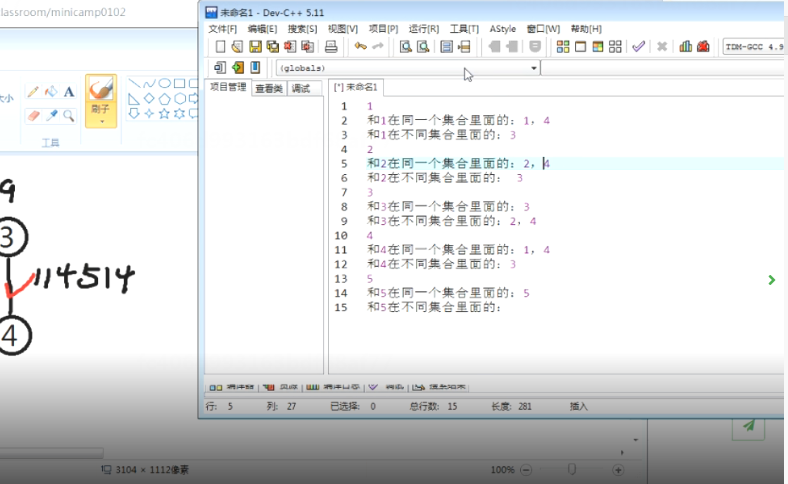 lassroom/minicamp0102
未命名1 - Dev-C++ 5.11
文件[F] 编辑[E] 搜索[S] 视图[V] 项目[P] 运行[R] 工具[T] AStyle 窗口[W] 帮助[H]
TDM-GCC 4.9
(globals)
项目管理 查看类 调试 [*] 未命名1
大小
刷子
工具
1 1
2 和1在同一个集合里面的：1，4
3 和1在不同集合里面的：3
4 2
5 和2在同一个集合里面的：2，4
6 和2在不同集合里面的： 3
7 3
8 和3在同一个集合里面的：3
9 和3在不同集合里面的：2，4
10 4
11 和4在同一个集合里面的：1，4
12 和4在不同集合里面的：3
13 5
14 和5在同一个集合里面的：5
15 和5在不同集合里面的：
9
3
114514
4
行: 5 列: 27 已选择: 0 总行数: 15 长度: 281 插入
3104 × 1112像素 100%